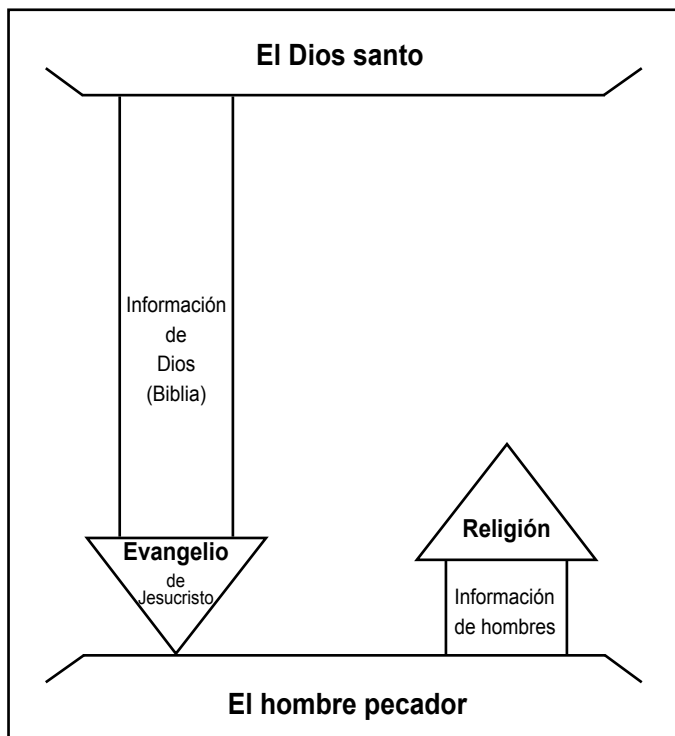 El Dios santo
Información
de
Dios
(Biblia)
Evangelio
de
Jesucristo
Religión
Información
de hombres
El hombre pecador